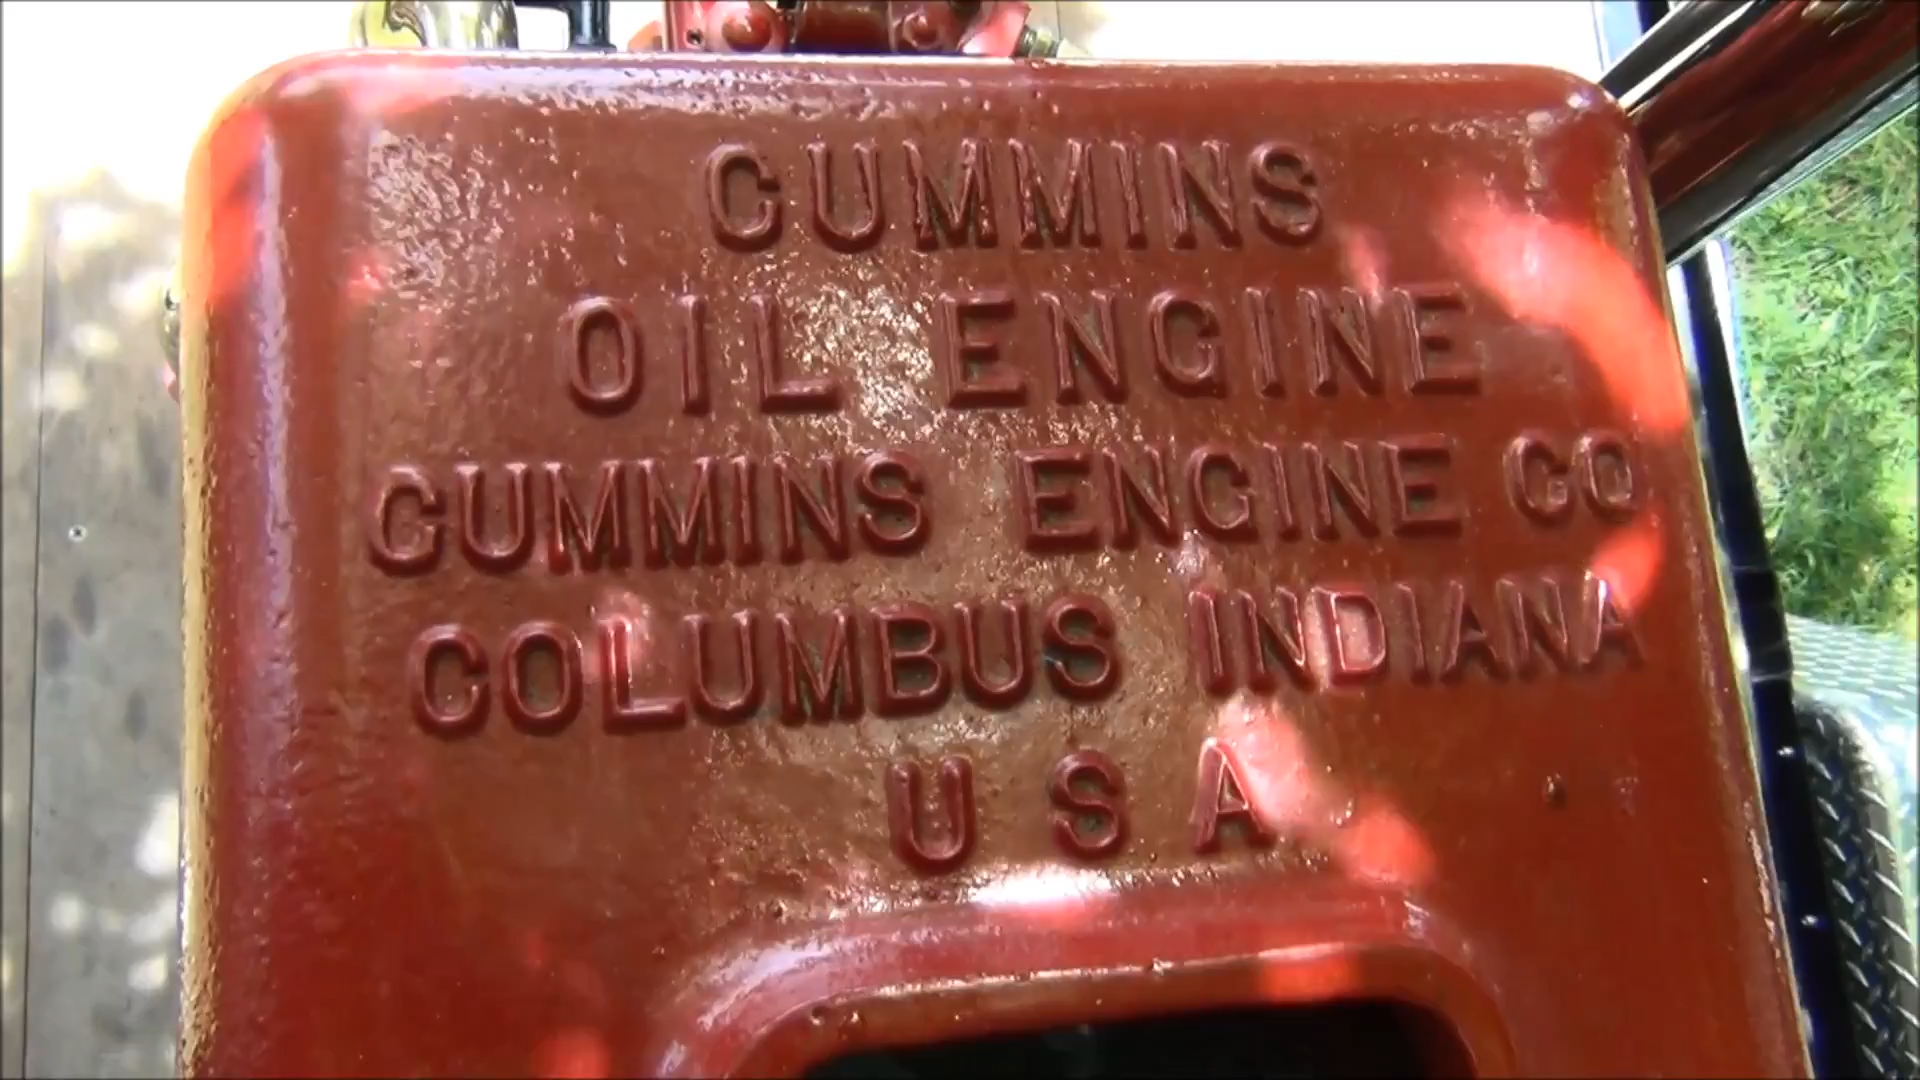 CUMMINS
OIL ENGINE
CUMMINS ENGINE CO
COLUMBUS INDIANA
U S A